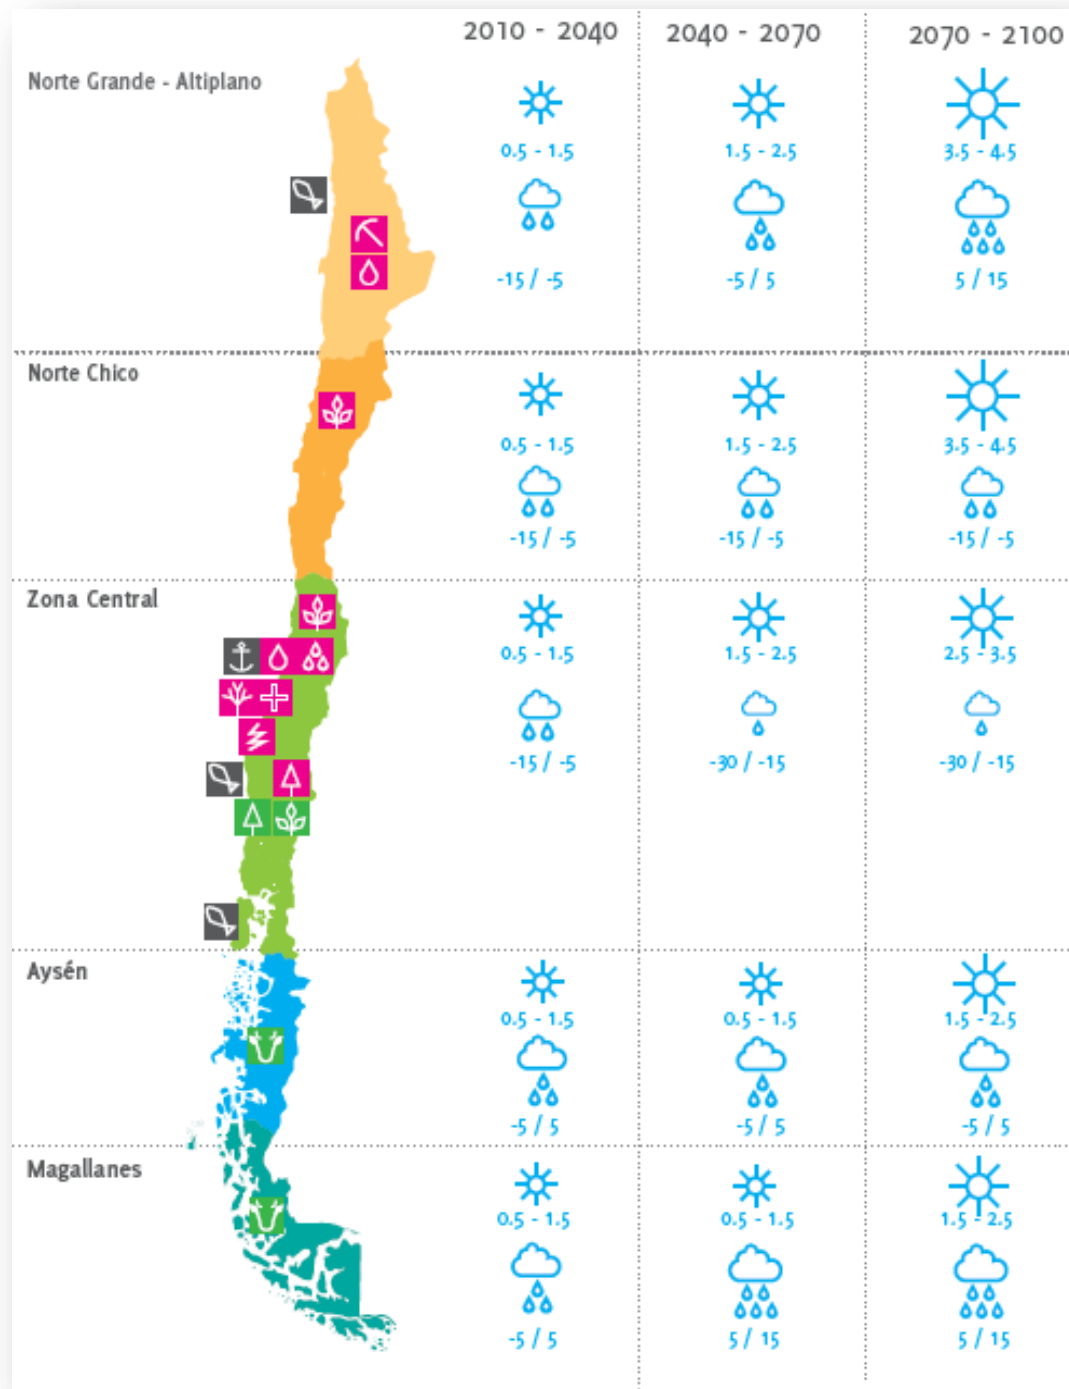 2010 - 2040 2040 - 2070 2070 - 2100
Norte Grande - Altiplano
0.5 - 1.5 1.5 - 2.5 3.5 - 4.5
-15 / -5 -5 / 5 5 / 15
Norte Chico
0.5 - 1.5 1.5 - 2.5 3.5 - 4.5
-15 / -5 -15 / -5 -15 / -5
Zona Central
0.5 - 1.5 1.5 - 2.5 2.5 - 3.5
-15 / -5 -30 / -15 -30 / -15
Aysén
0.5 - 1.5 0.5 - 1.5 1.5 - 2.5
-5 / 5 -5 / 5 -5 / 5
Magallanes
0.5 - 1.5 0.5 - 1.5 1.5 - 2.5
-5 / 5 5 / 15 5 / 15